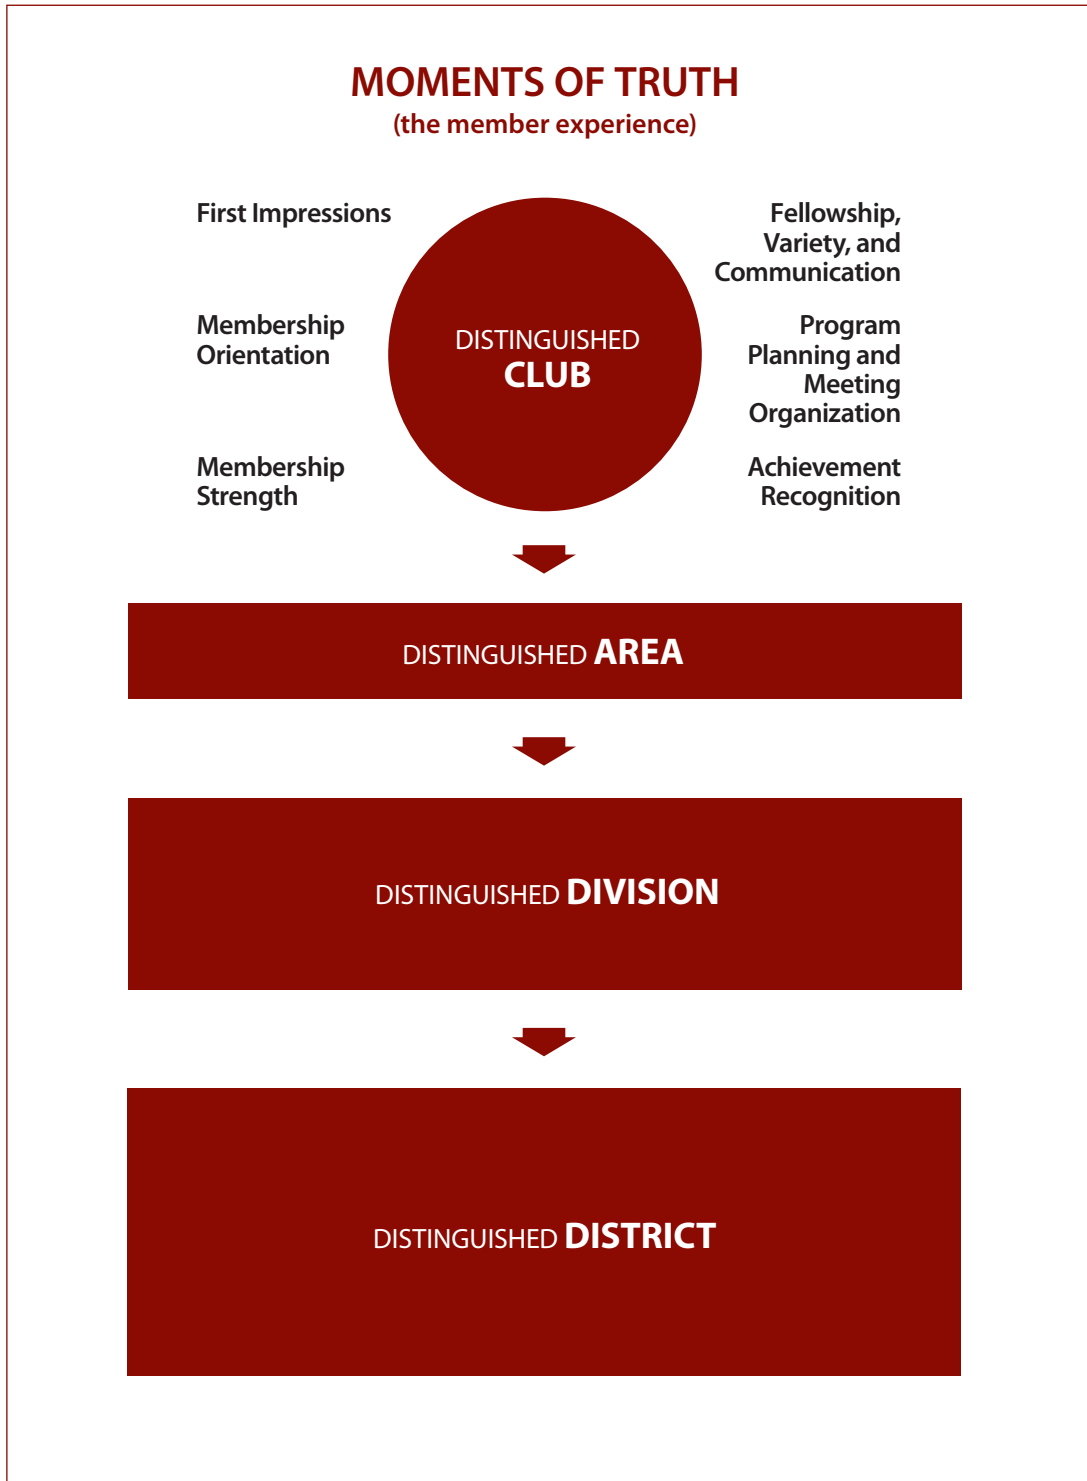 MOMENTS OF TRUTH
(the member experience)
First Impressions
Membership
Orientation
Membership
Strength
DISTINGUISHED
CLUB
Fellowship,
Variety, and
Communication
Program
Planning and
Meeting
Organization
Achievement
Recognition
DISTINGUISHED AREA
DISTINGUISHED DIVISION
DISTINGUISHED DISTRICT